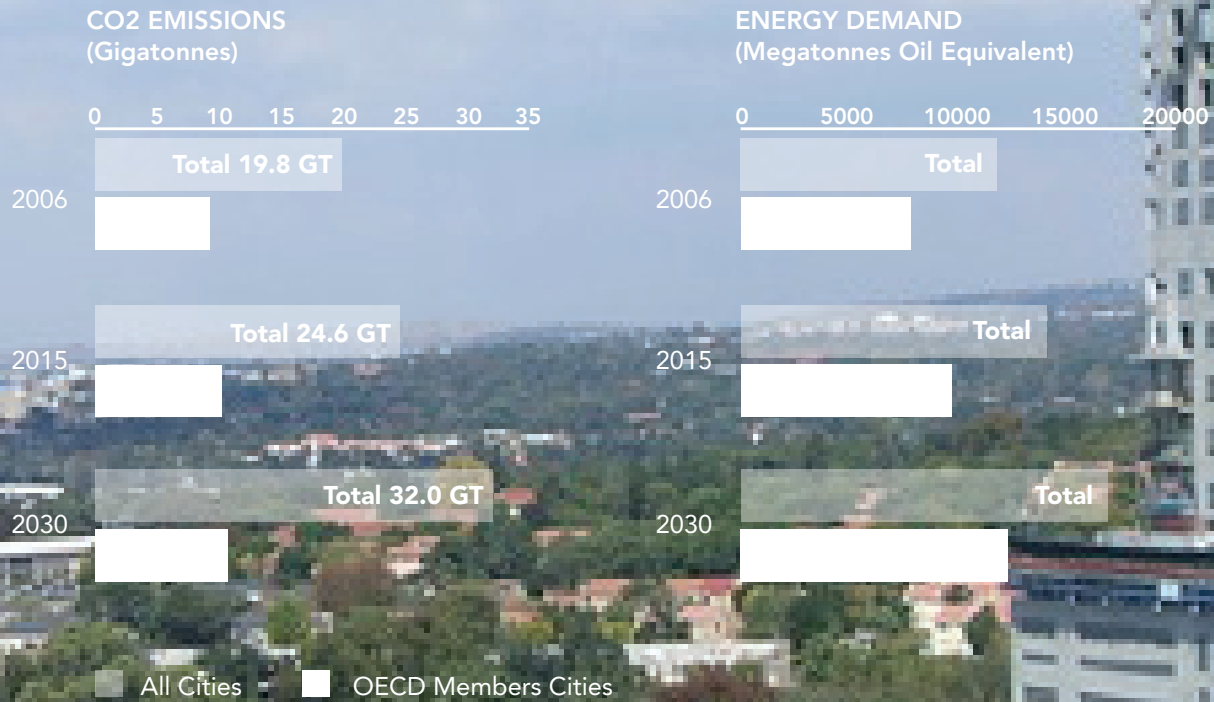 CO2 EMISSIONS
(Gigatonnes)
0 5 10 15 20 25 30 35
Total 19.8 GT
2006
Total 24.6 GT
2015
Total 32.0 GT
2030
ENERGY DEMAND
(Megatonnes Oil Equivalent)
0 5000 10000 15000 20000
Total
2006
Total
2015
Total
2030
All Cities
OECD Members Cities